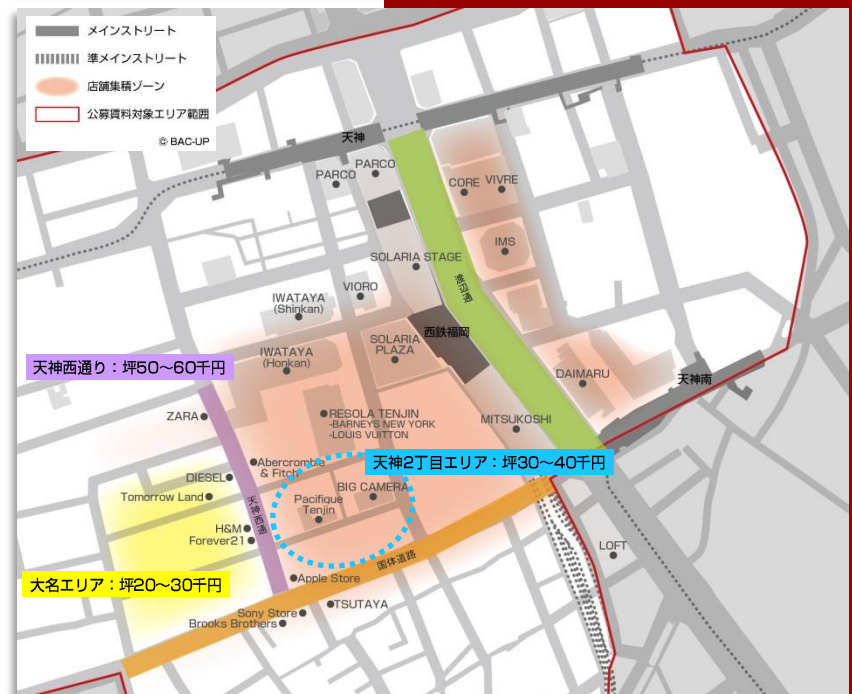 メインストリート
準メインストリート
店舗集積ゾーン
公募賃料対象エリア範囲
© BAC-UP
天神
PARCO
PARCO
CORE
VIVRE
IMS
SOLARIA STAGE
渡辺通
VIORO
IWATAYA
(Shinkan)
西鉄福岡
SOLARIA
PLAZA
IWATAYA
(Honkan)
天神西通り：坪50～60千円
DAIMARU
天神南
ZARA
RESOLA TENJIN
-BARNEYS NEW YORK
-LOUIS VUITTON
MITSUKOSHI
天神2丁目エリア：坪30～40千円
Abercrombie
& Fitch
DIESEL
BIG CAMERA
Tomorrow Land
Pacifique
Tenjin
天神西通
H&M
Forever21
LOFT
国体道路
大名エリア：坪20～30千円
Apple Store
TSUTAYA
Sony Store
Brooks Brothers